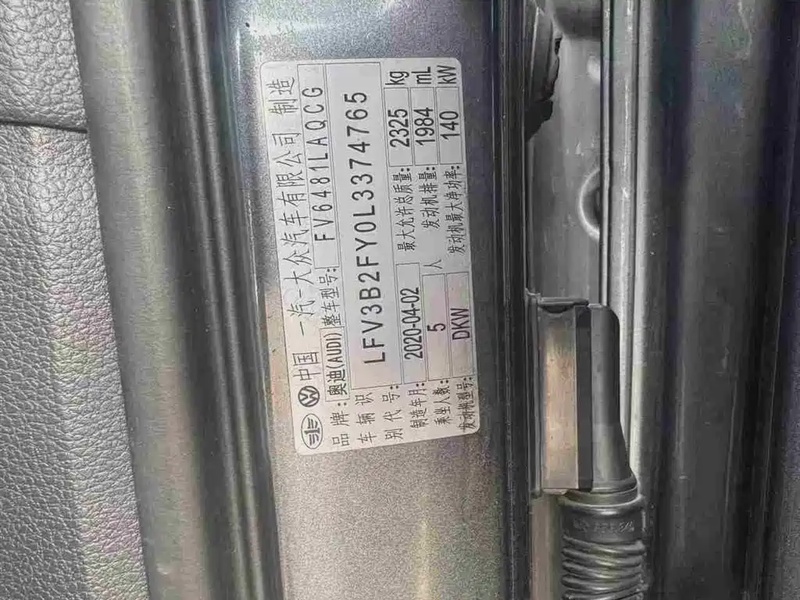 中国 一汽-大众汽车有限公司 制造
品牌: 奥迪(AUDI) 整车型号: FV6481LAQCG
车辆识别代号: LFV3B2FY0L3374765
制造年月: 2020-04-02 最大允许总质量: 2325 kg
乘坐人数: 5 人 发动机排量: 1984 mL
发动机型号: DKW 发动机最大净功率: 140 kW